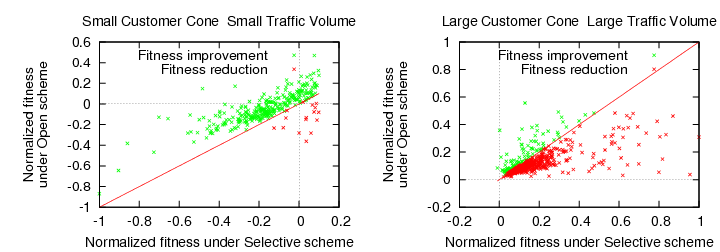 Small Customer Cone Small Traffic Volume
0.6
0.4
0.2
0
-0.2
-0.4
-0.6
-0.8
-1
-1 -0.8 -0.6 -0.4 -0.2 0 0.2
Normalized fitness
under Open scheme
Fitness improvement
Fitness reduction
Normalized fitness under Selective scheme
Large Customer Cone Large Traffic Volume
1
0.8
0.6
0.4
0.2
0
-0.2
-0.2 0 0.2 0.4 0.6 0.8 1
Normalized fitness
under Open scheme
Fitness improvement
Fitness reduction
Normalized fitness under Selective scheme